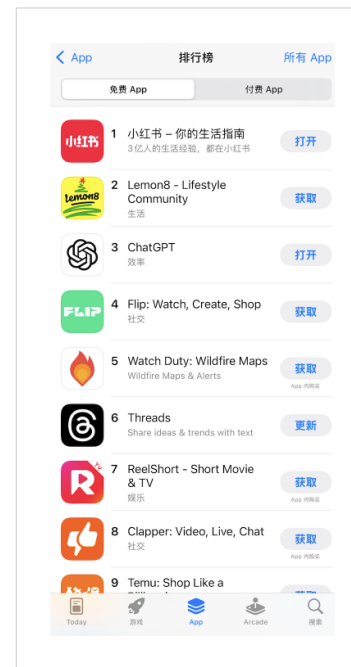 App
排行榜
所有 App
免费 App
付费 App
小红书
1
小红书 – 你的生活指南
3亿人的生活经验，都在小红书
打开
Lemon8
2
Lemon8 - Lifestyle
Community
生活
获取
3
ChatGPT
效率
打开
FLIP
4
Flip: Watch, Create, Shop
社交
获取
5
Watch Duty: Wildfire Maps
Wildfire Maps & Alerts
获取
App 内购买
6
Threads
Share ideas & trends with text
更新
TV
R
7
ReelShort - Short Movie
& TV
娱乐
获取
App 内购买
8
Clapper: Video, Live, Chat
社交
获取
App 内购买
9
Temu: Shop Like a
Today
游戏
App
Arcade
搜索